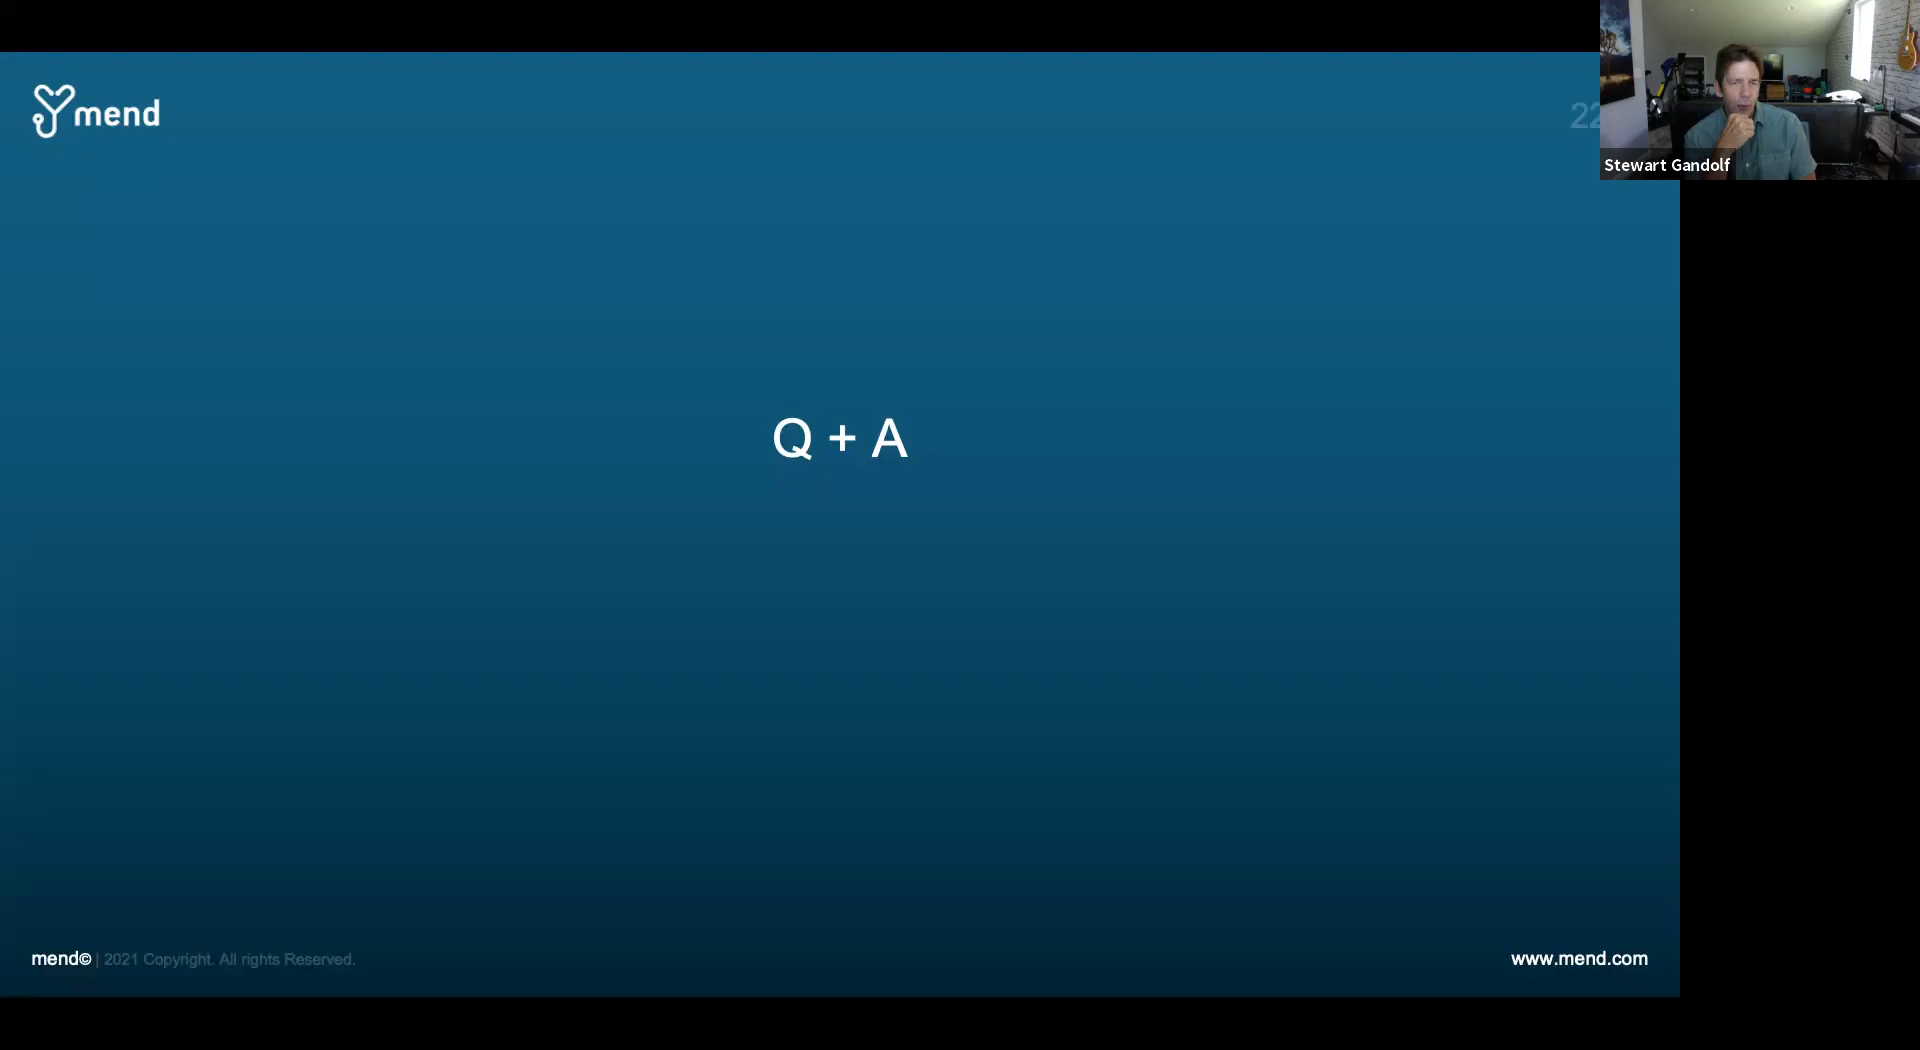 mend
22
Stewart Gandolf
Q + A
mend© | 2021 Copyright. All rights Reserved.
www.mend.com